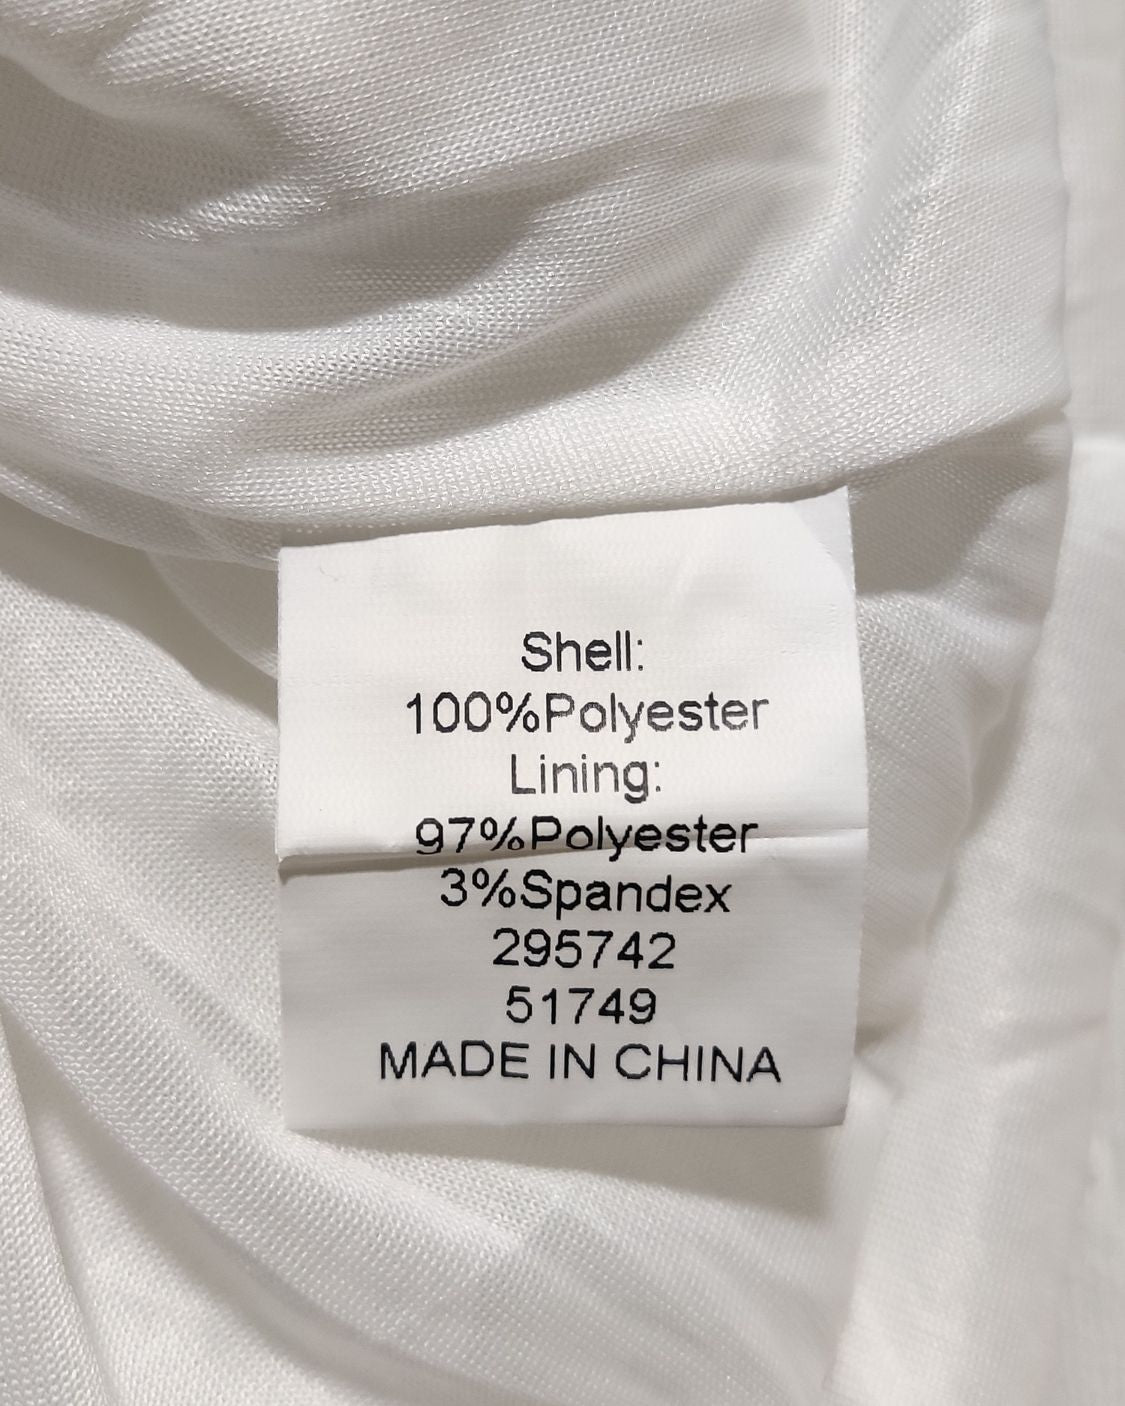 Shell:
100%Polyester
Lining:
97%Polyester
3%Spandex
295742
51749
MADE IN CHINA